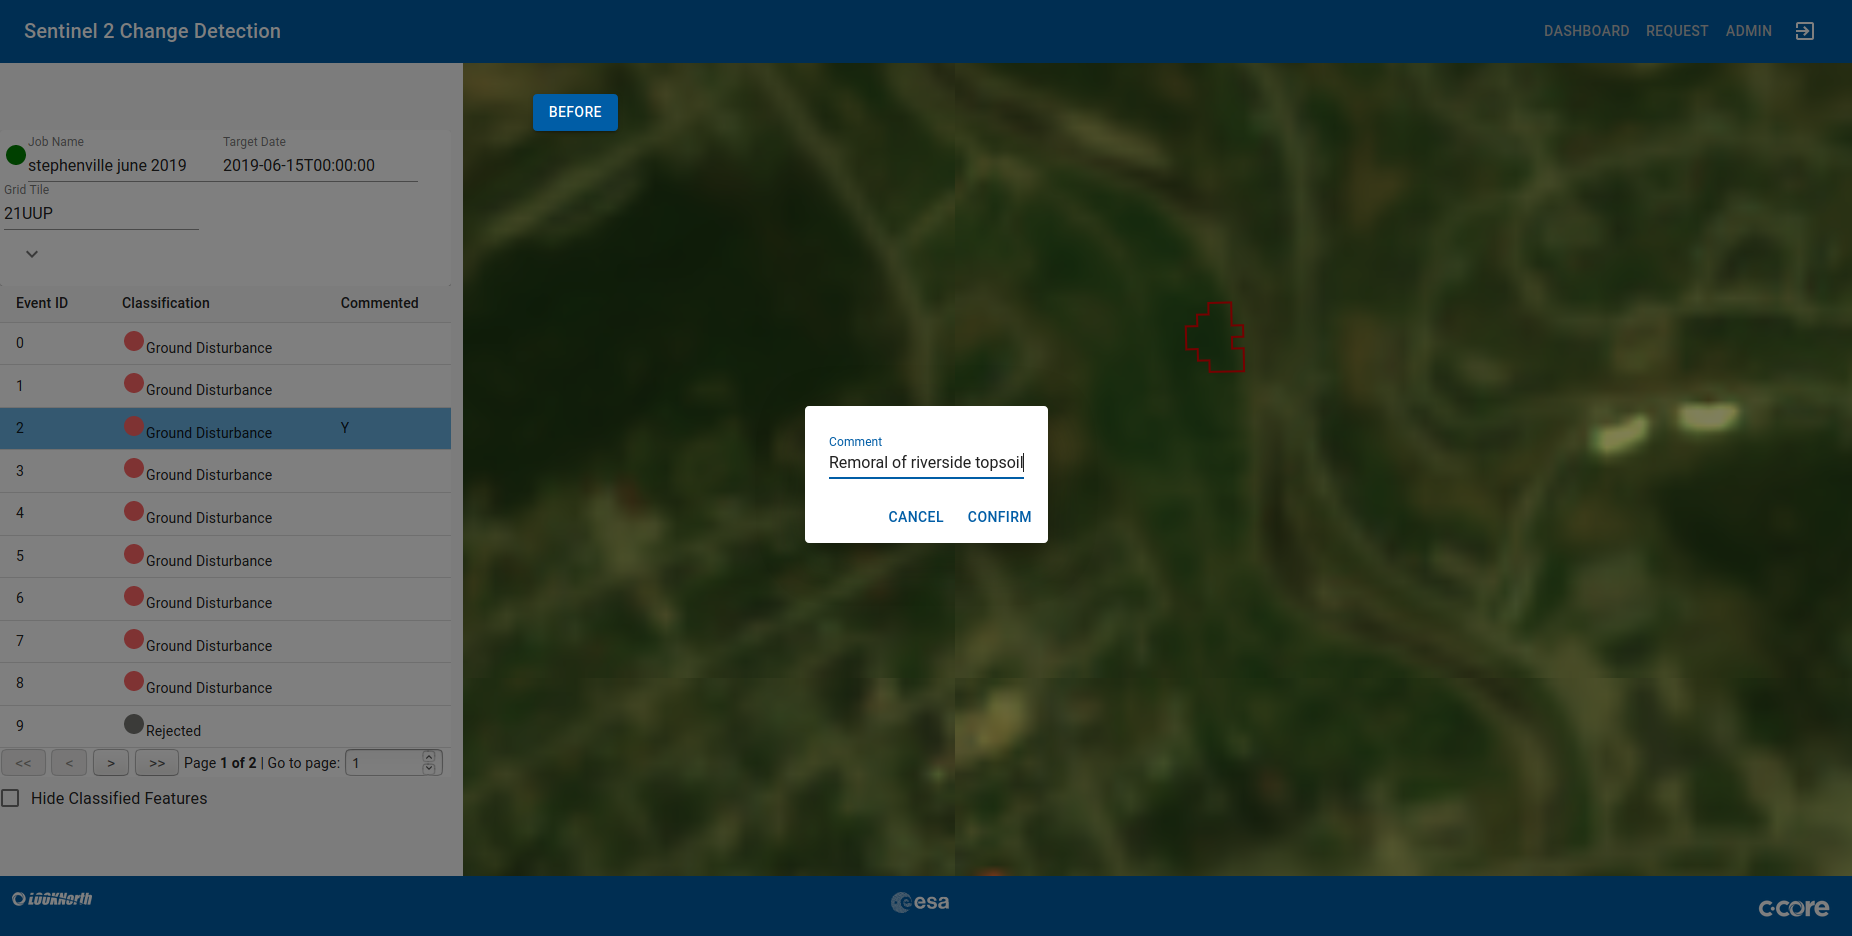 Sentinel 2 Change Detection
DASHBOARD REQUEST ADMIN
BEFORE
Job Name Target Date
stephenville june 2019 2019-06-15T00:00:00
Grid Tile
21UUP
Event ID Classification Commented
0 Ground Disturbance
1 Ground Disturbance
2 Ground Disturbance Y
3 Ground Disturbance
4 Ground Disturbance
5 Ground Disturbance
6 Ground Disturbance
7 Ground Disturbance
8 Ground Disturbance
9 Rejected
<< < > >> Page 1 of 2 | Go to page: 1
Hide Classified Features
Comment
Remoral of riverside topsoil
CANCEL CONFIRM
LOOKNorth
esa
c-core